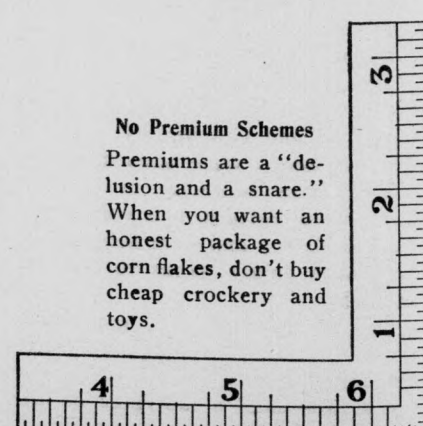 No Premium Schemes
Premiums are a "de-
lusion and a snare."
When you want an
honest package of
corn flakes, don't buy
cheap crockery and
toys.
3
2
1
4 5 6